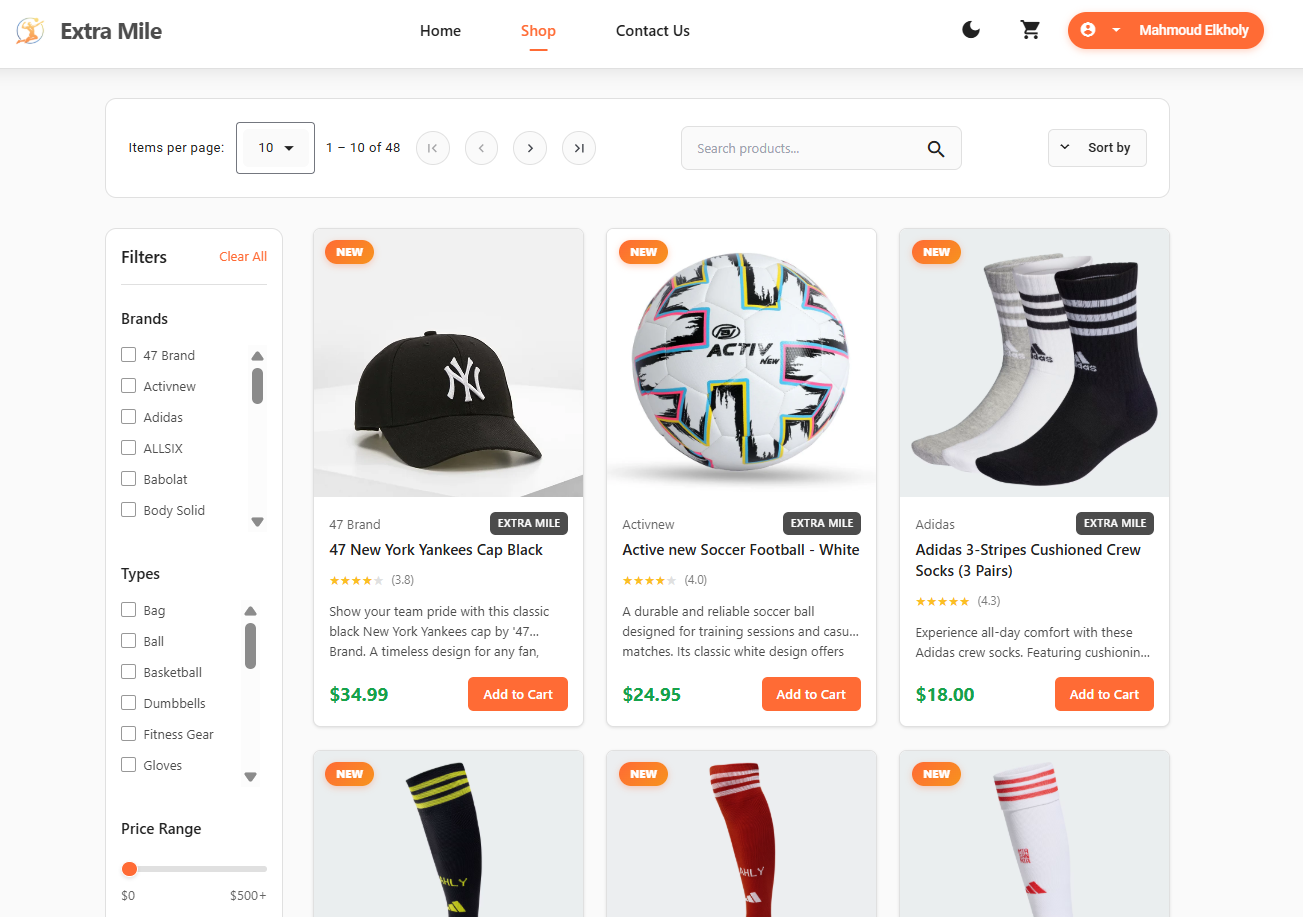 Extra Mile
Home
Shop
Contact Us
Mahmoud Elkholy
Items per page:
10
1 – 10 of 48
Search products...
Sort by
Filters
Clear All
Brands
47 Brand
Activnew
Adidas
ALLSIX
Babolat
Body Solid
Types
Bag
Ball
Basketball
Dumbbells
Fitness Gear
Gloves
Price Range
$0
$500+
NEW
NY
47 Brand
EXTRA MILE
47 New York Yankees Cap Black
(3.8)
Show your team pride with this classic
black New York Yankees cap by '47...
Brand. A timeless design for any fan,
$34.99
Add to Cart
NEW
ACTIV
NEW
Activnew
EXTRA MILE
Active new Soccer Football - White
(4.0)
A durable and reliable soccer ball
designed for training sessions and casu...
matches. Its classic white design offers
$24.95
Add to Cart
NEW
Adidas
EXTRA MILE
Adidas 3-Stripes Cushioned Crew
Socks (3 Pairs)
(4.3)
Experience all-day comfort with these
Adidas crew socks. Featuring cushionin...
$18.00
Add to Cart
NEW
NEW
NEW